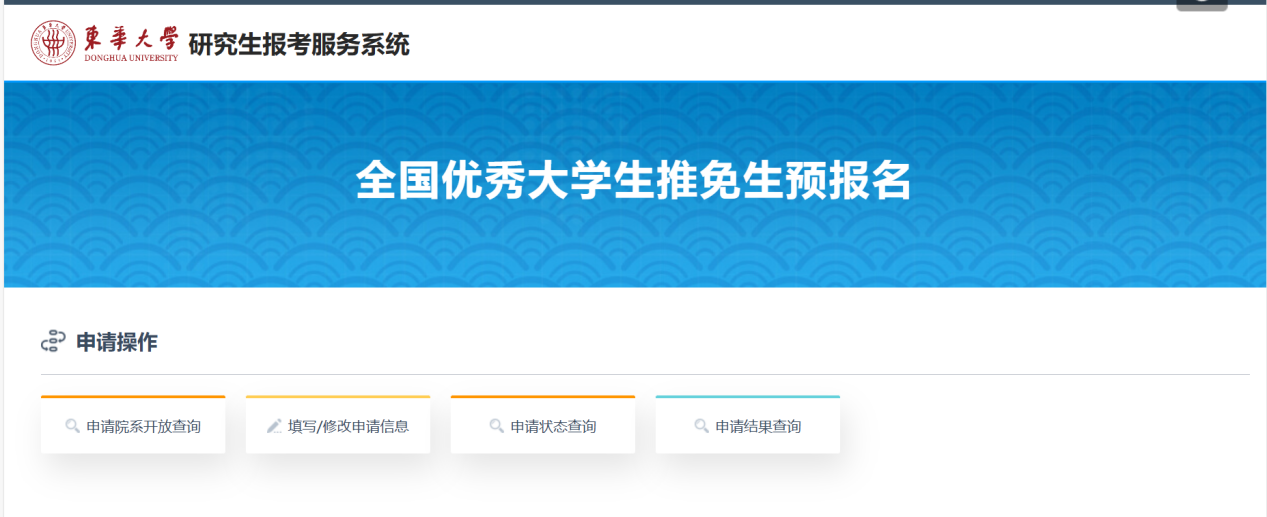 東華大學
DONGHUA UNIVERSITY
研究生报考服务系统
全国优秀大学生推免生预报名
申请操作
申请院系开放查询
填写/修改申请信息
申请状态查询
申请结果查询